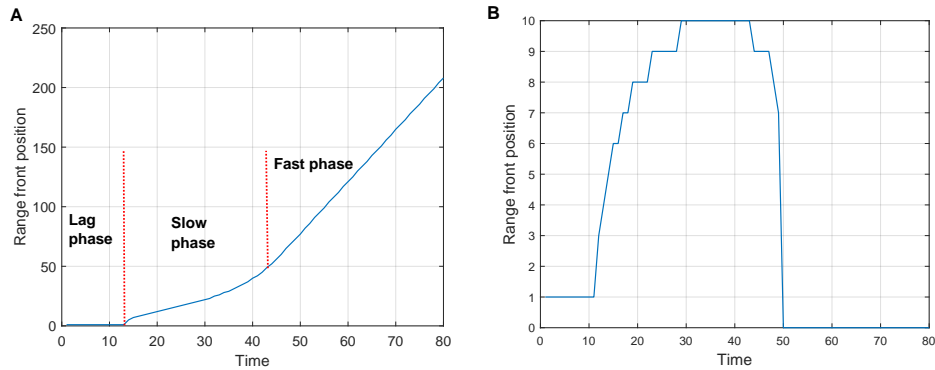 A
250
200
150
100
50
0
Range front position
Lag
phase
Slow
phase
Fast phase
0 10 20 30 40 50 60 70 80
Time
B
10
9
8
7
6
5
4
3
2
1
0
Range front position
0 10 20 30 40 50 60 70 80
Time